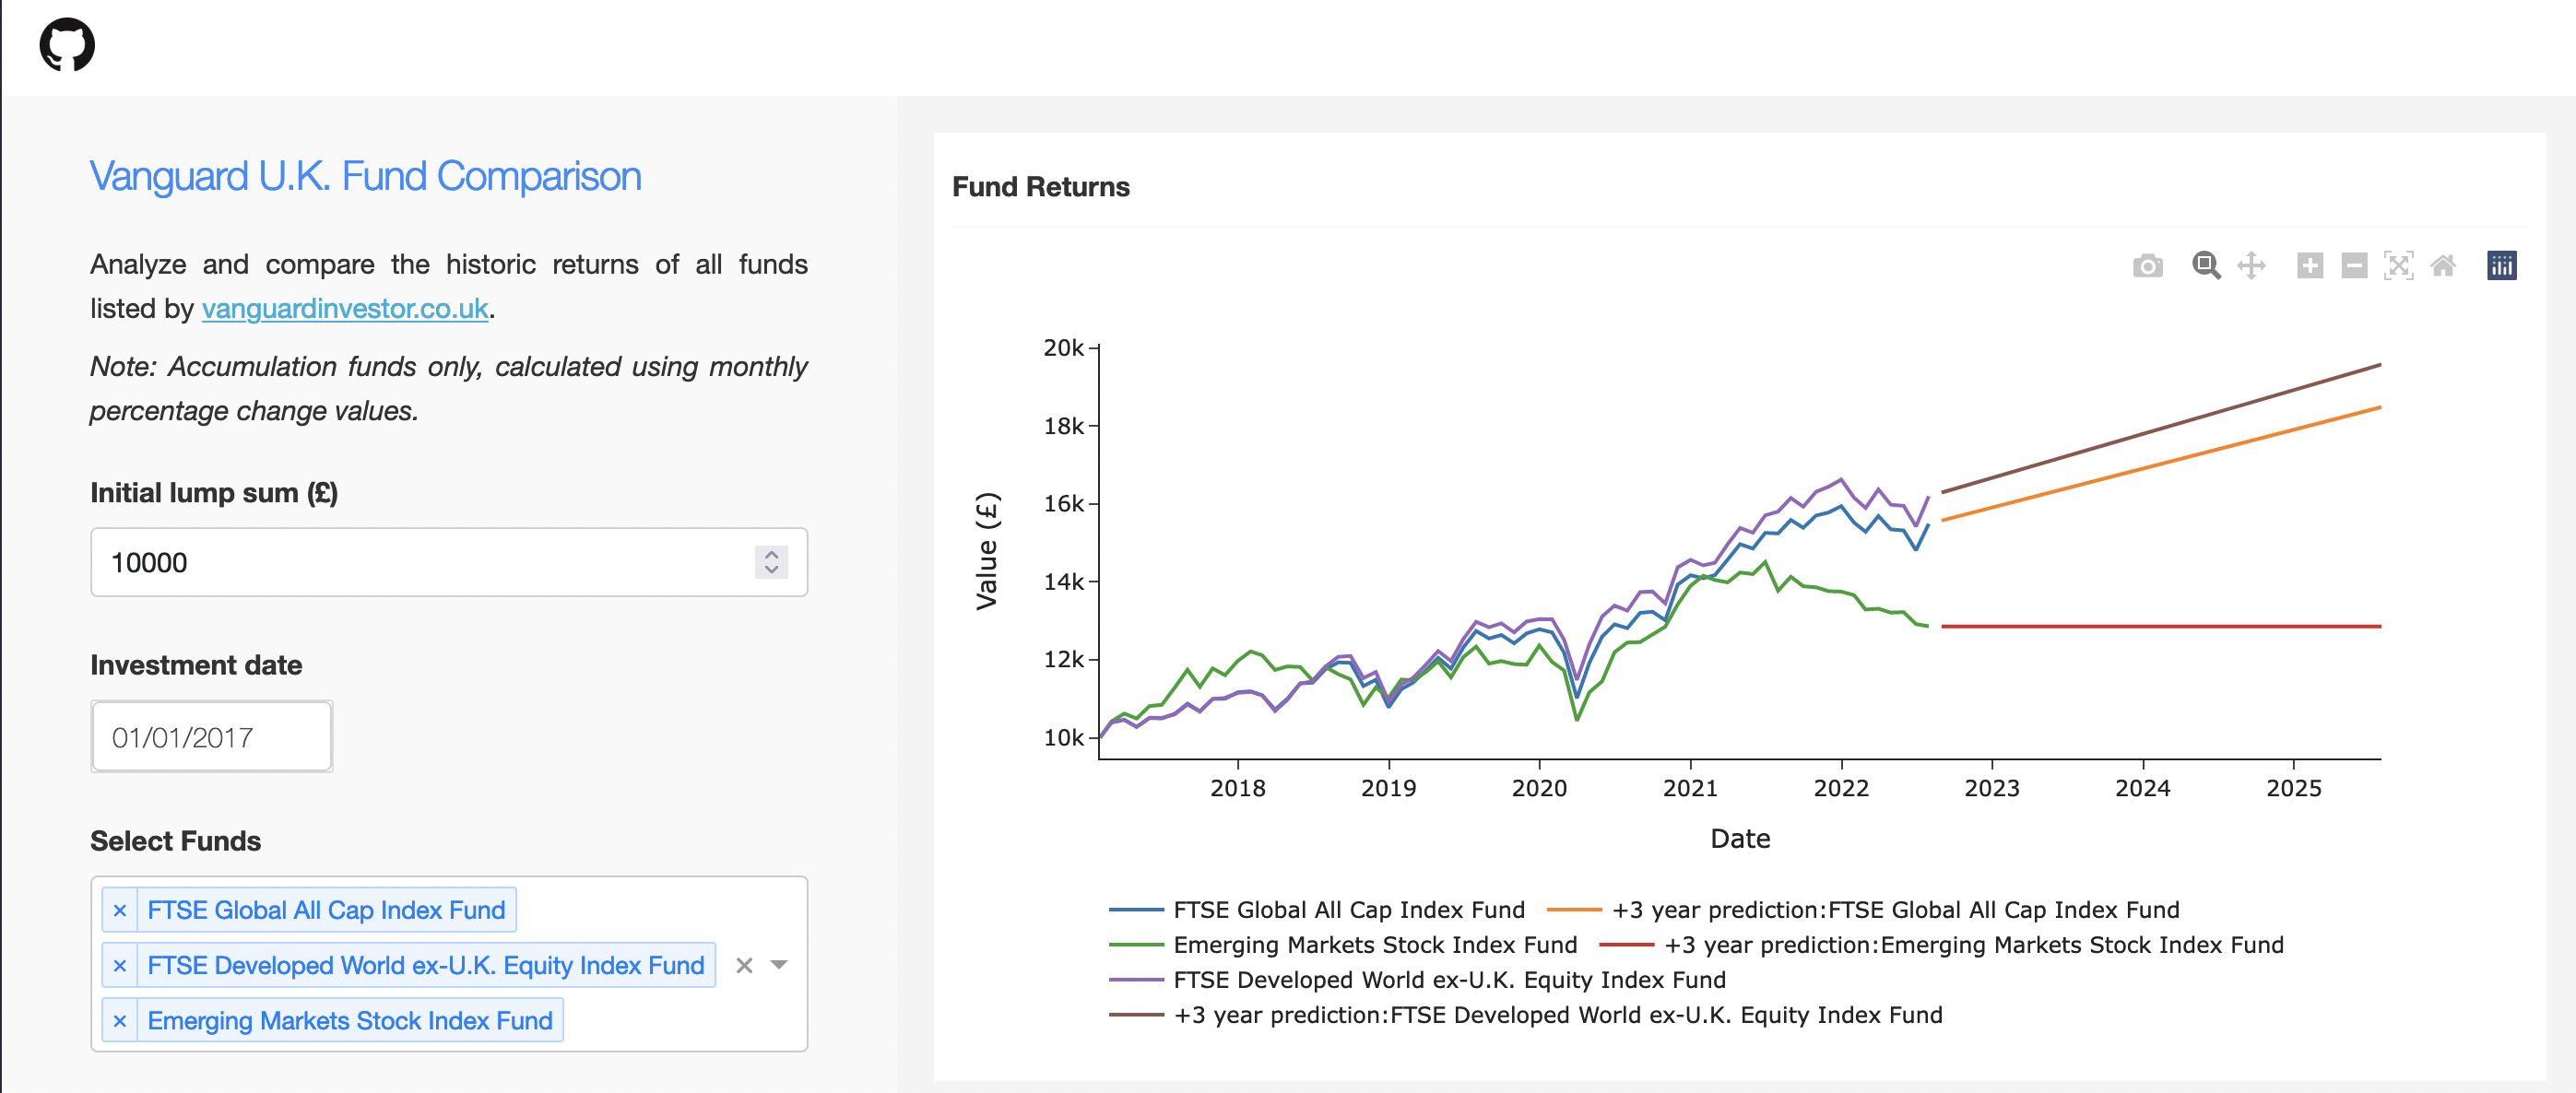 Vanguard U.K. Fund Comparison
Analyze and compare the historic returns of all funds
listed by vanguardinvestor.co.uk.
Note: Accumulation funds only, calculated using monthly
percentage change values.
Initial lump sum (£)
10000
Investment date
01/01/2017
Select Funds
× FTSE Global All Cap Index Fund
× FTSE Developed World ex-U.K. Equity Index Fund
× Emerging Markets Stock Index Fund
Fund Returns
20k
18k
16k
14k
12k
10k
Value (£)
2018 2019 2020 2021 2022 2023 2024 2025
Date
FTSE Global All Cap Index Fund +3 year prediction:FTSE Global All Cap Index Fund
Emerging Markets Stock Index Fund +3 year prediction:Emerging Markets Stock Index Fund
FTSE Developed World ex-U.K. Equity Index Fund
+3 year prediction:FTSE Developed World ex-U.K. Equity Index Fund